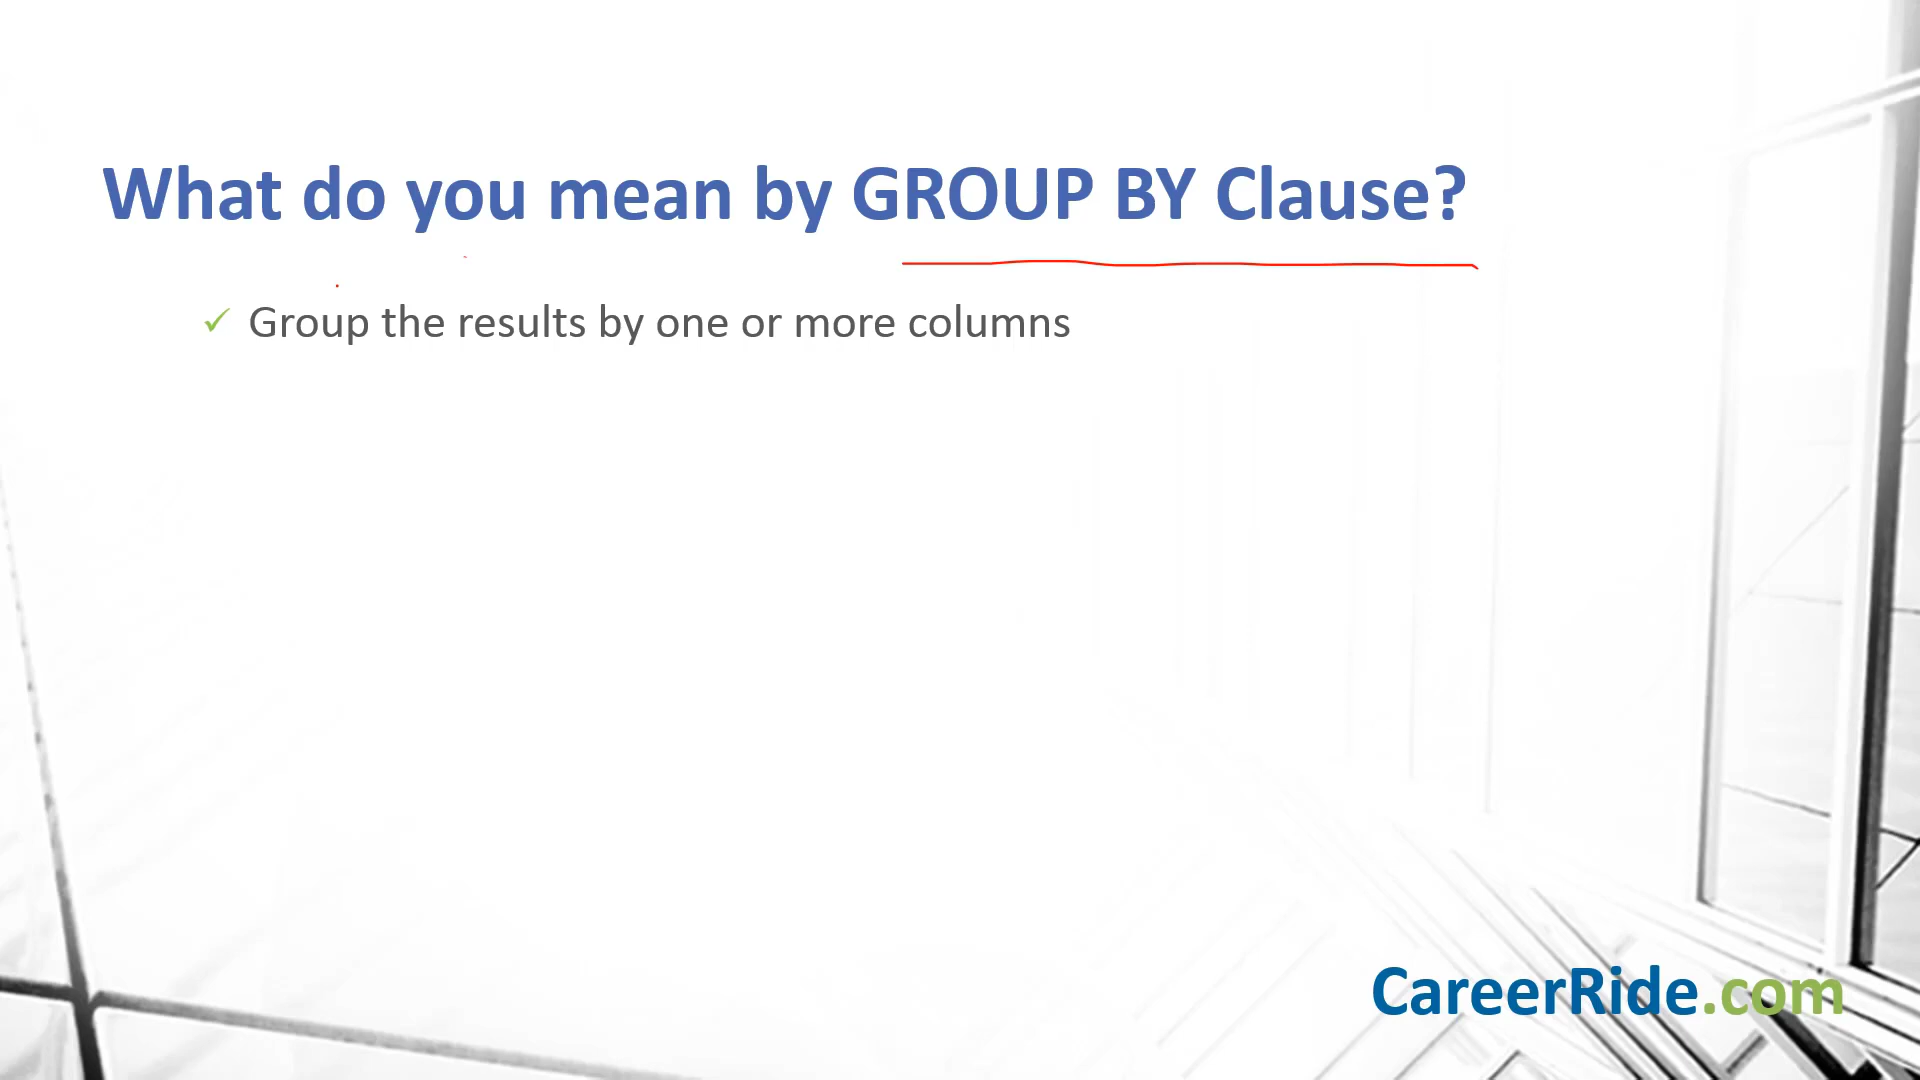 What do you mean by GROUP BY Clause?
✓ Group the results by one or more columns
CareerRide.com